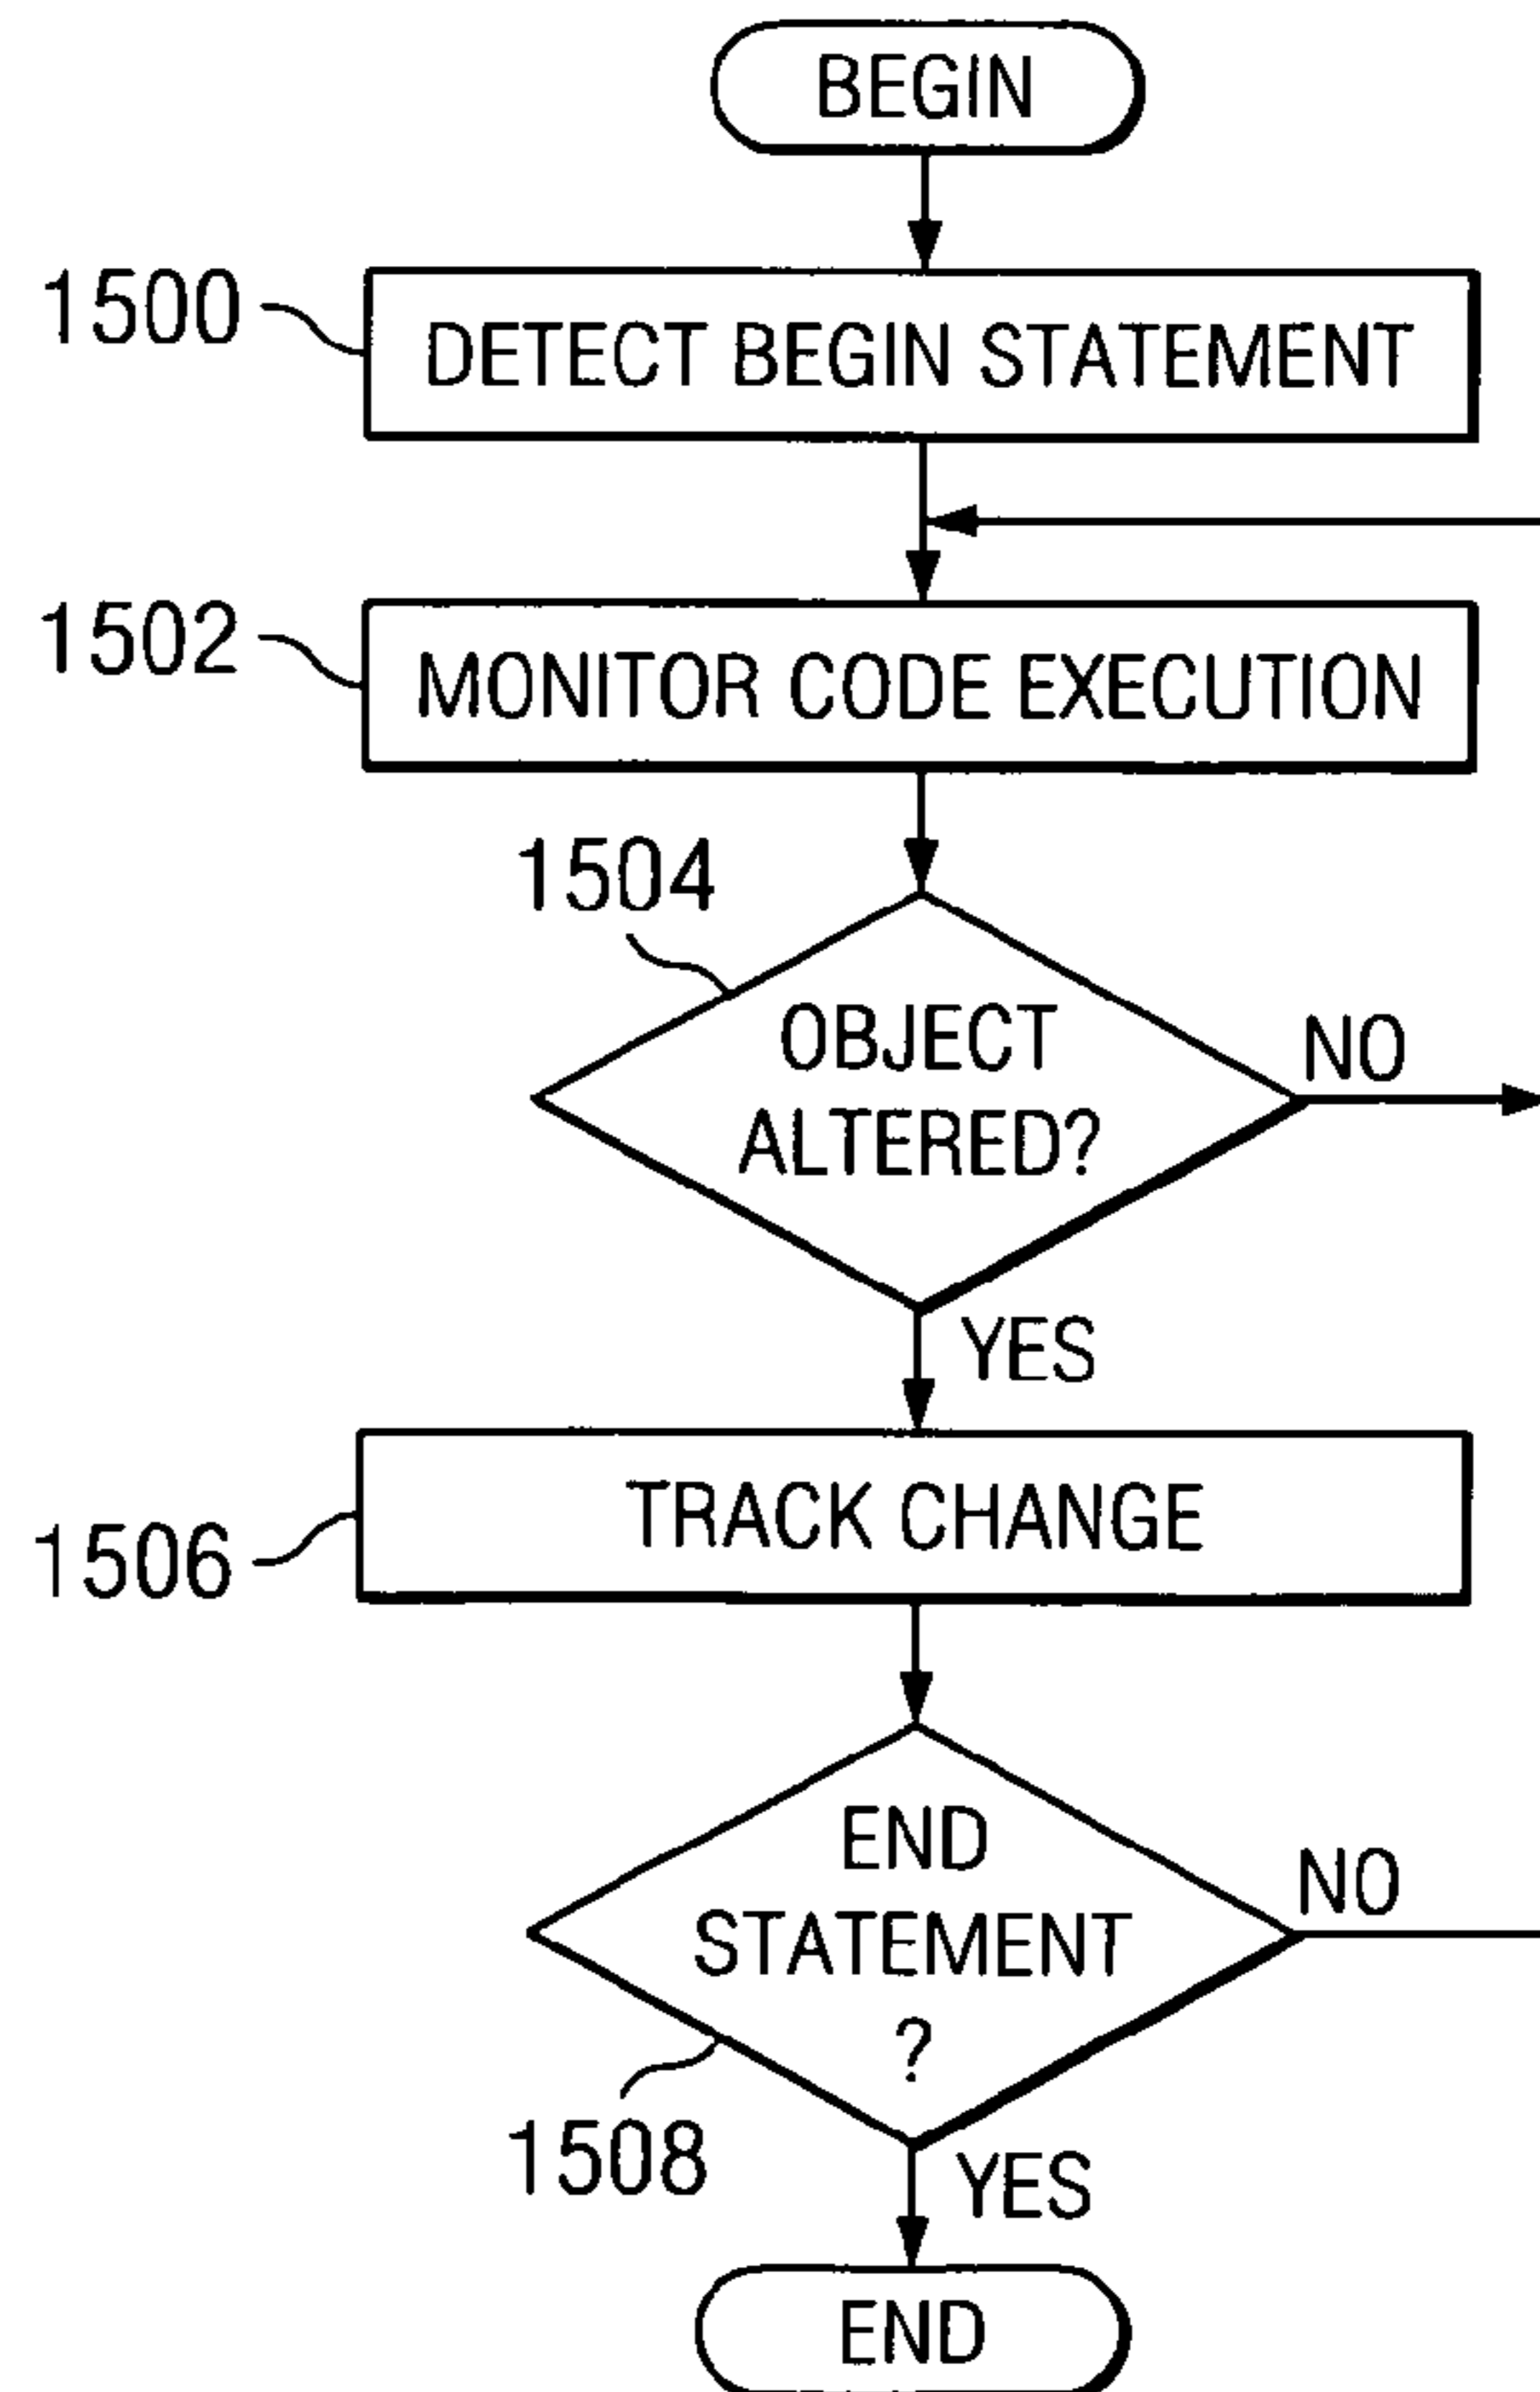 BEGIN
1500
DETECT BEGIN STATEMENT
1502
MONITOR CODE EXECUTION
1504
OBJECT
ALTERED?
NO
YES
1506
TRACK CHANGE
END
STATEMENT
?
NO
1508
YES
END